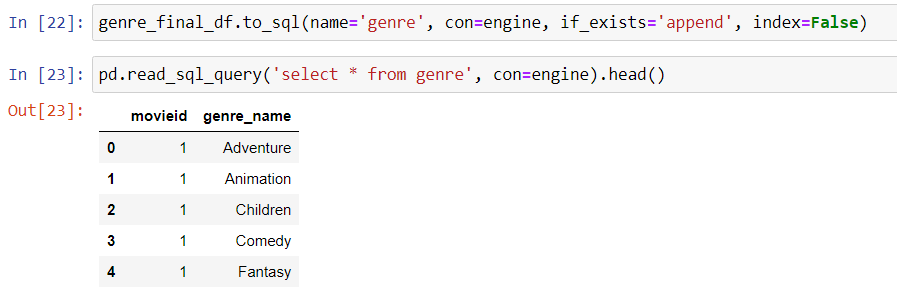 In [22]: genre_final_df.to_sql(name='genre', con=engine, if_exists='append', index=False)
In [23]: pd.read_sql_query('select * from genre', con=engine).head()
Out[23]:
movieid genre_name
0 1 Adventure
1 1 Animation
2 1 Children
3 1 Comedy
4 1 Fantasy